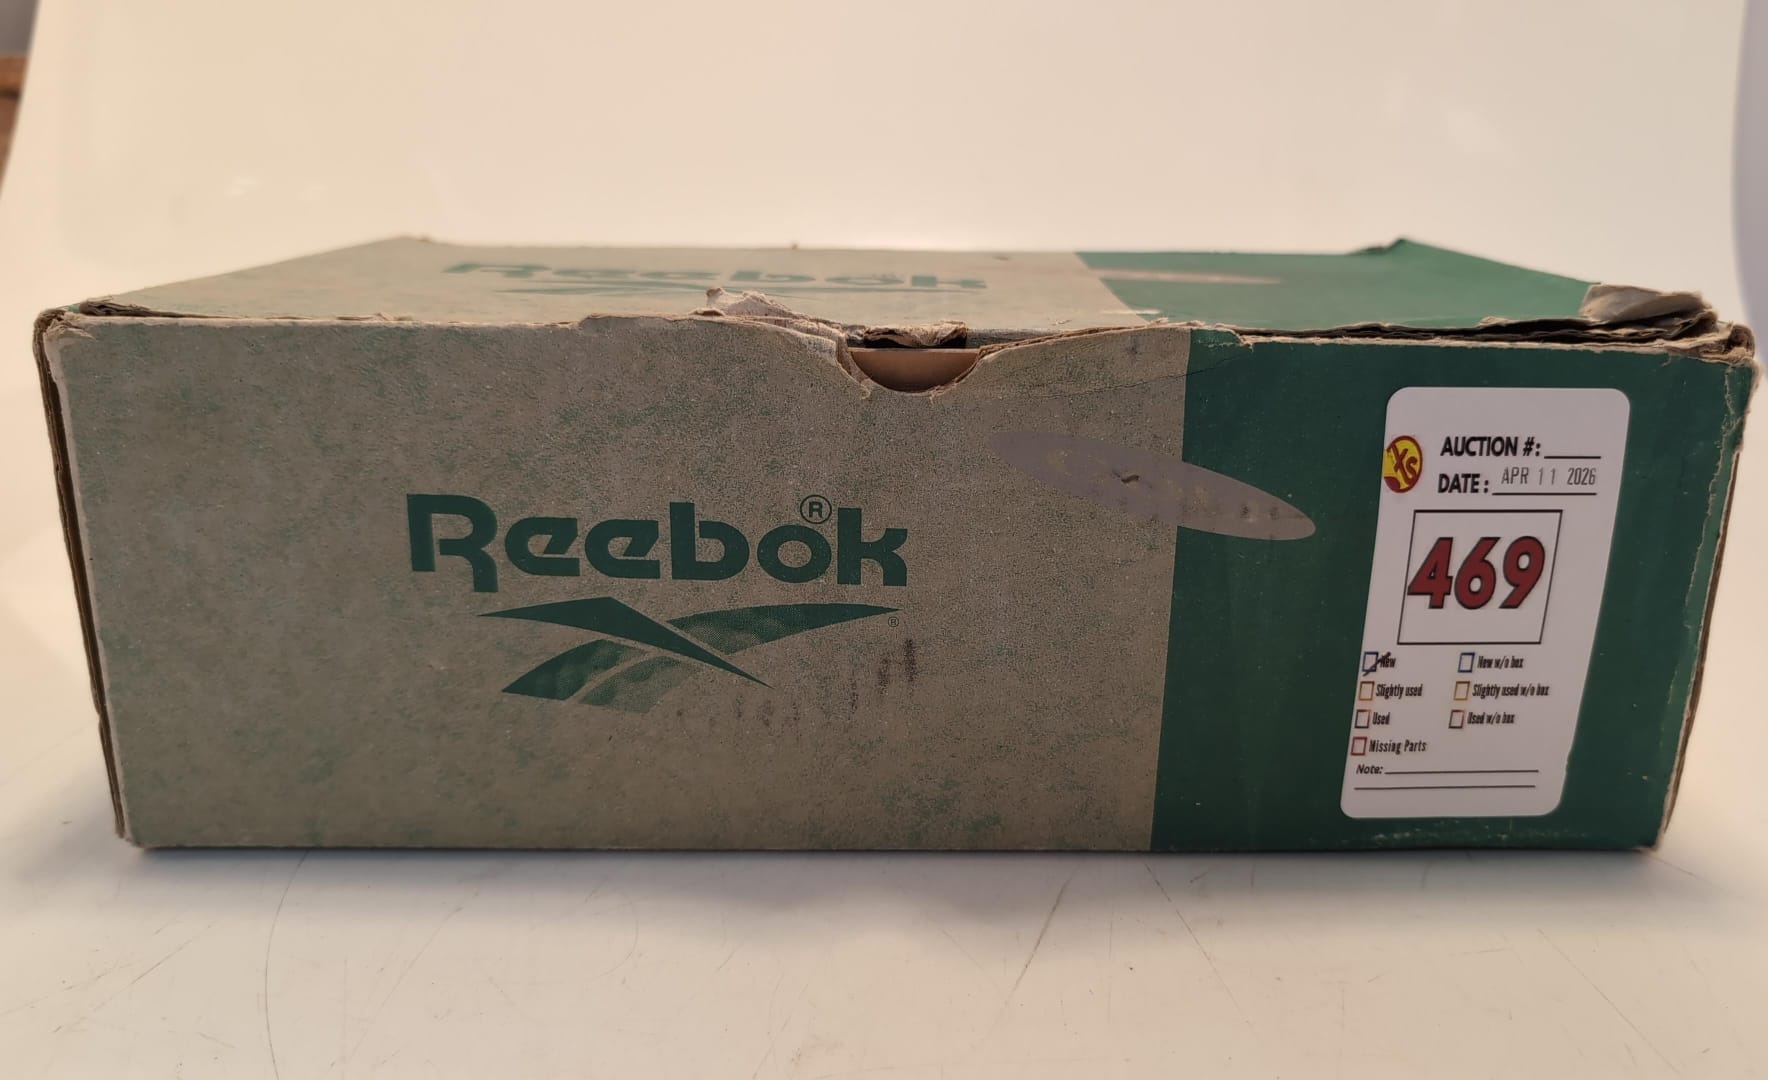 Reebok
Reebok®
®
Xs
AUCTION #:
DATE: APR 11 2026
469
New
New w/o box
Slightly used
Slightly used w/o box
Used
Used w/o box
Missing Parts
Note: